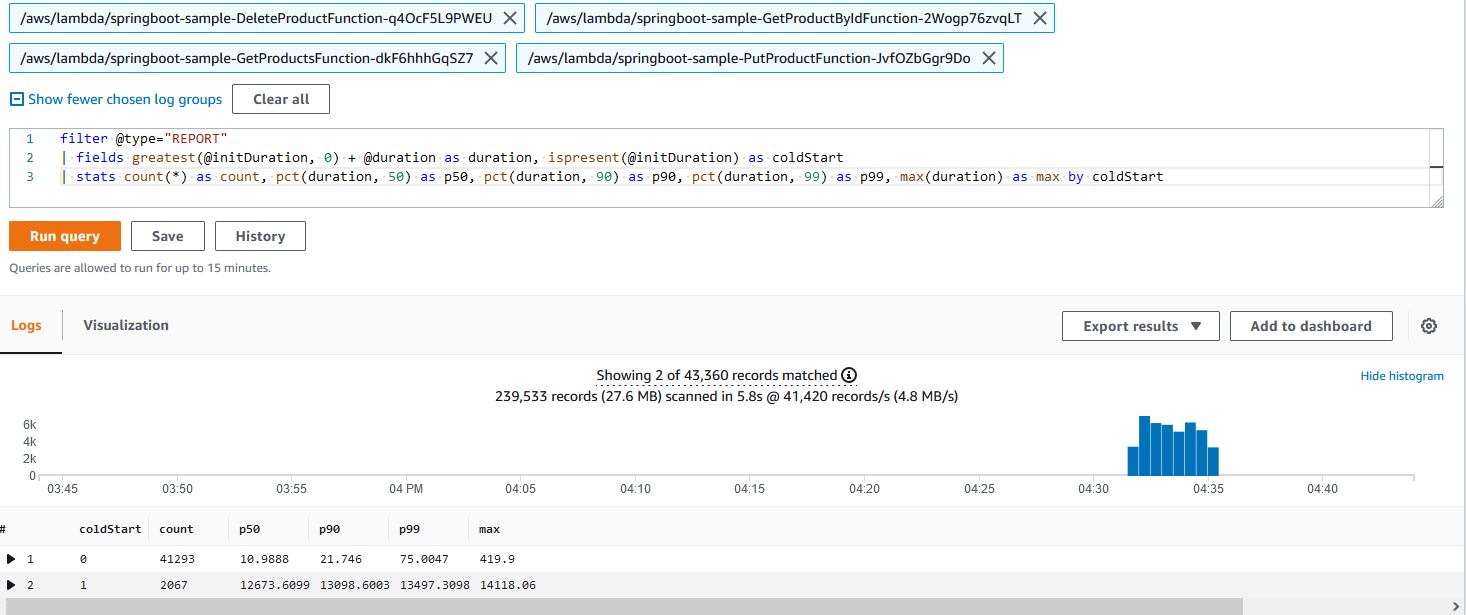 /aws/lambda/springboot-sample-DeleteProductFunction-q4OcF5L9PWEU /aws/lambda/springboot-sample-GetProductByIdFunction-2Wogp76zvqLT
/aws/lambda/springboot-sample-GetProductsFunction-dkF6hhhGqSZ7 /aws/lambda/springboot-sample-PutProductFunction-JvfOZbGgr9Do
Show fewer chosen log groups Clear all
1 filter @type="REPORT"
2 | fields greatest(@initDuration, 0) + @duration as duration, ispresent(@initDuration) as coldStart
3 | stats count(*) as count, pct(duration, 50) as p50, pct(duration, 90) as p90, pct(duration, 99) as p99, max(duration) as max by coldStart
Run query Save History
Queries are allowed to run for up to 15 minutes.
Logs Visualization Export results Add to dashboard
Showing 2 of 43,360 records matched Hide histogram
239,533 records (27.6 MB) scanned in 5.8s @ 41,420 records/s (4.8 MB/s)
6k
4k
2k
0
03:45 03:50 03:55 04 PM 04:05 04:10 04:15 04:20 04:25 04:30 04:35 04:40
# coldStart count p50 p90 p99 max
1 0 41293 10.9888 21.746 75.0047 419.9
2 1 2067 12673.6099 13098.6003 13497.3098 14118.06